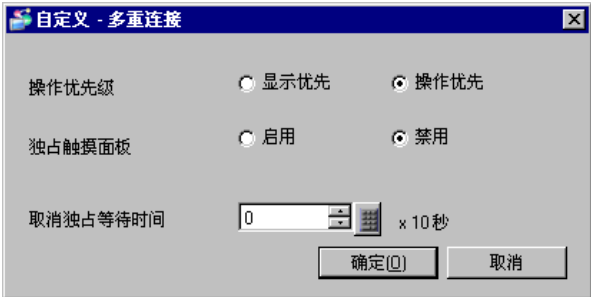 自定义 - 多重连接
操作优先级 显示优先 操作优先
独占触摸面板 启用 禁用
取消独占等待时间 0 x 10秒
确定(O) 取消